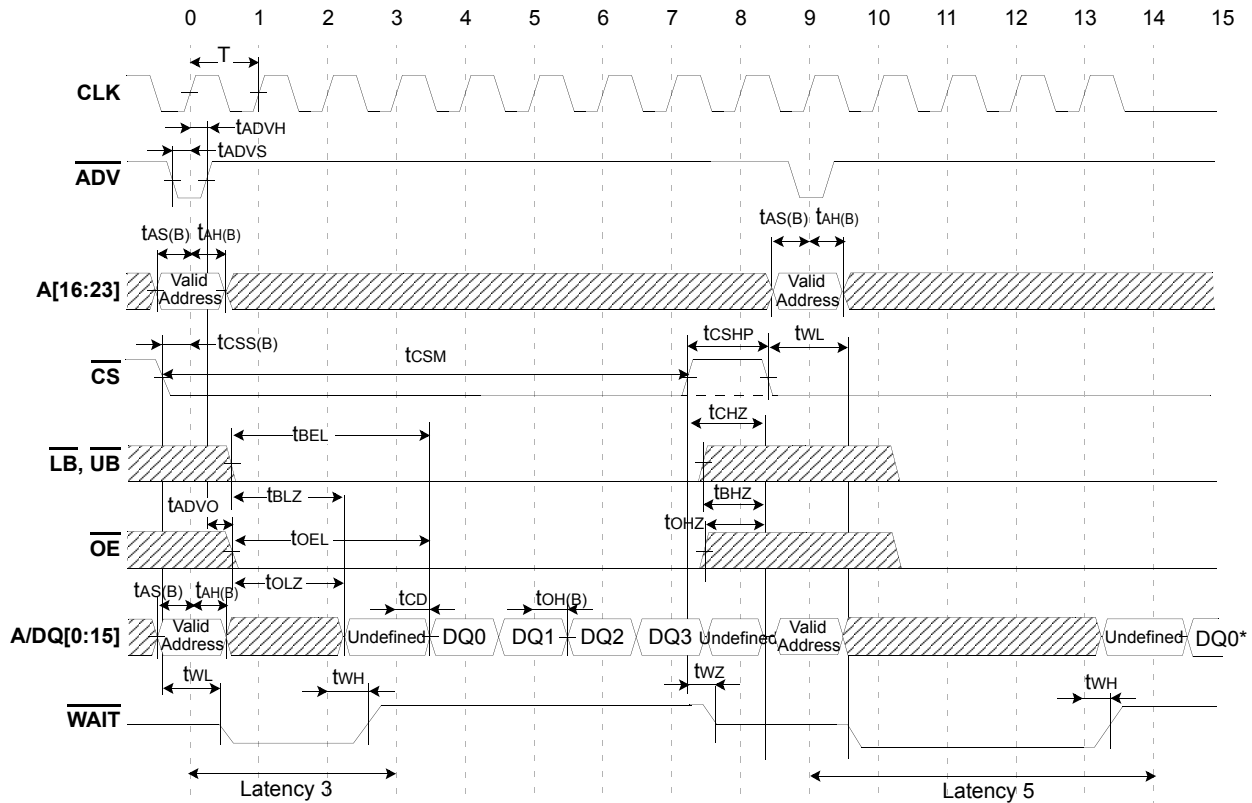 0 1 2 3 4 5 6 7 8 9 10 11 12 13 14 15
T
CLK
tADVH
tADVS
ADV
tAS(B) tAH(B) tAS(B) tAH(B)
A[16:23] Valid Address Valid Address
tCSS(B) tCSM tCSHP tWL
CS
tCHZ
tBEL
LB, UB
tBLZ tBHZ
tADVO
tOEL tOHZ
OE
tOLZ
tAS(B) tAH(B) tCD tOH(B)
A/DQ[0:15] Valid Address Undefined DQ0 DQ1 DQ2 DQ3 Undefined Valid Address Undefined DQ0*
tWL tWH tWZ tWH
WAIT
Latency 3 Latency 5